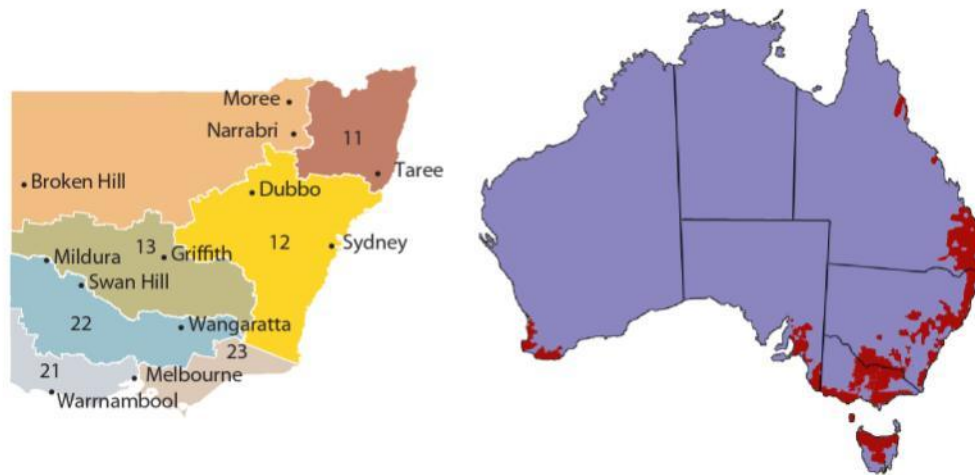 Moree
Narrabri
11
Broken Hill
Taree
Dubbo
13
12
Sydney
Griffith
Mildura
Swan Hill
22
Wangaratta
23
21
Melbourne
Warrnambool